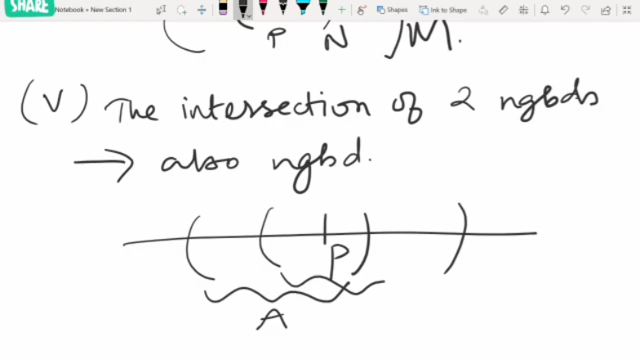 SHARE
Notebook » New Section 1
Shapes
Ink to Shape
P N M.
(V) The intersection of 2 ngbds
→ also ngbd.
P
A